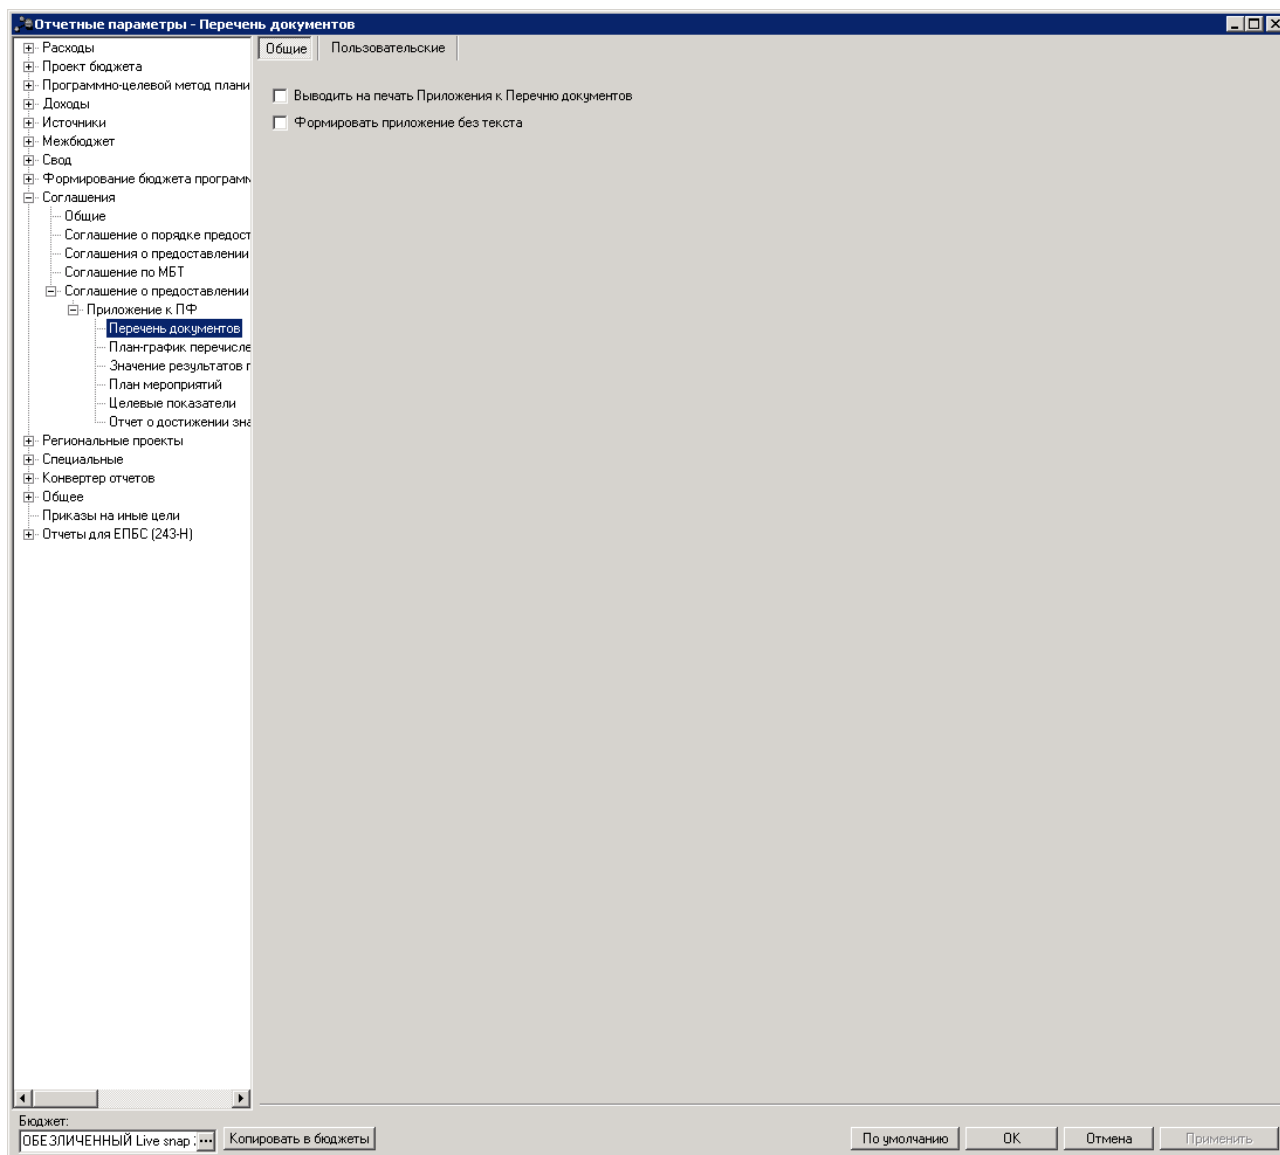 Отчетные параметры - Перечень документов
Расходы
Проект бюджета
Программно-целевой метод плани
Доходы
Источники
Межбюджет
Свод
Формирование бюджета програм
Соглашения
Общие
Соглашение о порядке предост
Соглашения о предоставлении
Соглашение по МБТ
Соглашение о предоставлении
Приложение к ПФ
Перечень документов
План-график перечисле
Значение результатов г
План мероприятий
Целевые показатели
Отчет о достижении зна
Региональные проекты
Специальные
Конвертер отчетов
Общее
Приказы на иные цели
Отчеты для ЕПБС (243-Н)
Общие Пользовательские
Выводить на печать Приложения к Перечню документов
Формировать приложение без текста
Бюджет:
ОБЕЗЛИЧЕННЫЙ Live snap ... Копировать в бюджеты По умолчанию OK Отмена Применить